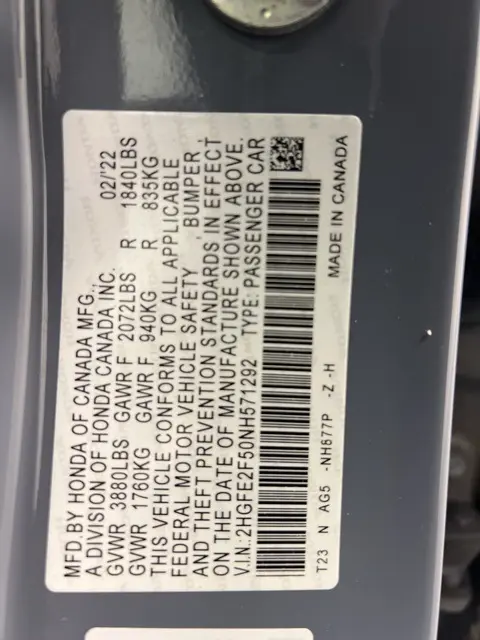 MFD.BY HONDA OF CANADA MFG., 02/'22
A DIVISION OF HONDA CANADA INC.
GVWR 3880LBS GAWR F 2072LBS R 1840LBS
GVWR 1760KG GAWR F 940KG R 835KG
THIS VEHICLE CONFORMS TO ALL APPLICABLE
FEDERAL MOTOR VEHICLE SAFETY , BUMPER ,
AND THEFT PREVENTION STANDARDS IN EFFECT
ON THE DATE OF MANUFACTURE SHOWN ABOVE.
V.I.N.:2HGFE2F50NH571292 TYPE: PASSENGER CAR
T23 N AG5 -NH877P -Z -H MADE IN CANADA